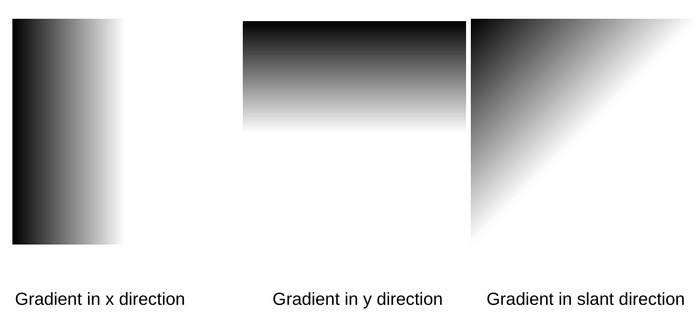 Gradient in x direction
Gradient in y direction
Gradient in slant direction